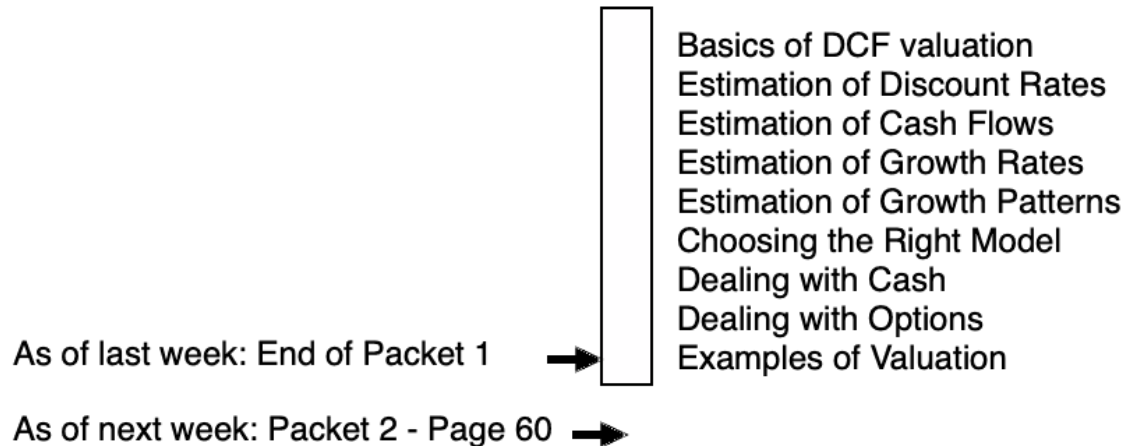 Basics of DCF valuation
Estimation of Discount Rates
Estimation of Cash Flows
Estimation of Growth Rates
Estimation of Growth Patterns
Choosing the Right Model
Dealing with Cash
Dealing with Options
As of last week: End of Packet 1
Examples of Valuation
As of next week: Packet 2 - Page 60